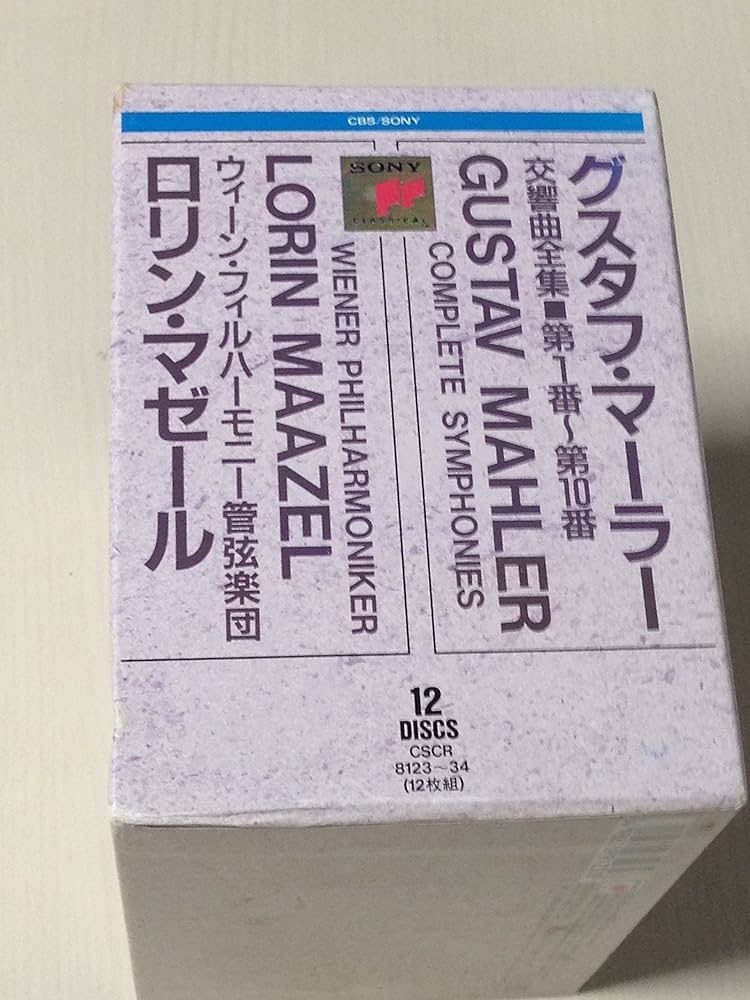 CBS/SONY
グスタフ・マーラー
交響曲全集■第1番〜第10番
GUSTAV MAHLER
COMPLETE SYMPHONIES
SONY
CLASSICAL
WIENER PHILHARMONIKER
LORIN MAAZEL
ウィーン・フィルハーモニー管弦楽団
ロリン・マゼール
12
DISCS
CSCR
8123〜34
(12枚組)